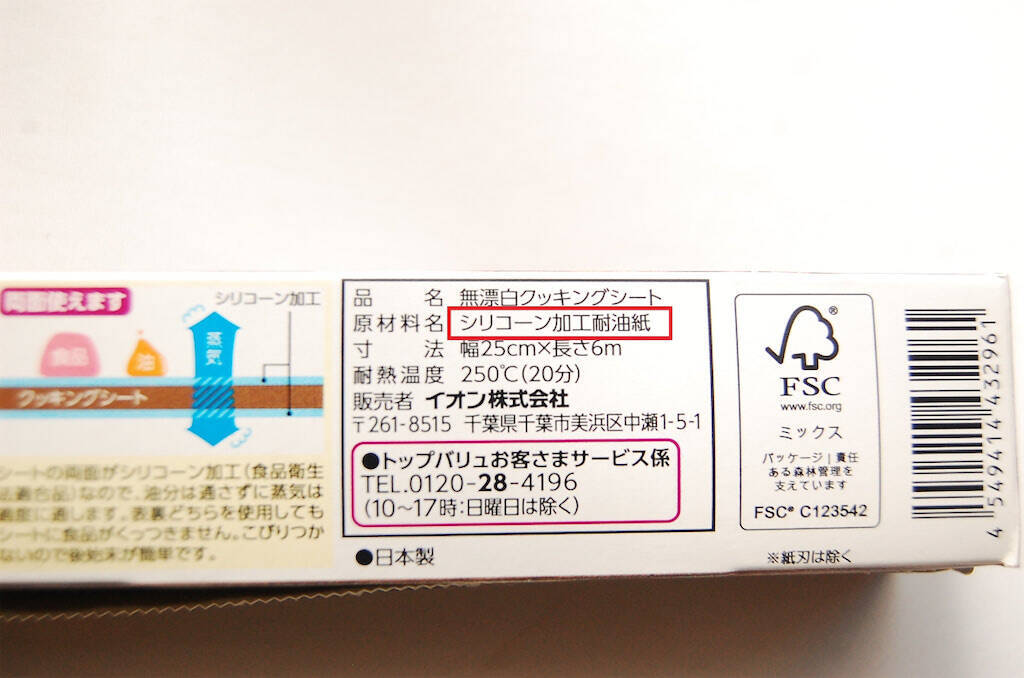 両面使えます
シリコーン加工
食品
油
蒸気
クッキングシート
シートの両面がシリコーン加工(食品衛生
法適合品)なので、油分は通さずに蒸気は
適度に通します。表裏どちらを使用しても
シートに食品がくっつきません。こびりつか
ないので後始末が簡単です。
品名 無漂白クッキングシート
原材料名 シリコーン加工耐油紙
寸法 幅25cm×長さ6m
耐熱温度 250℃(20分)
販売者 イオン株式会社
〒261-8515 千葉県千葉市美浜区中瀬1-5-1
●トップバリュお客さまサービス係
TEL.0120-28-4196
(10〜17時:日曜日は除く)
●日本製
FSC®
www.fsc.org
ミックス
パッケージ|責任
ある森林管理を
支えています
FSC® C123542
※紙刃は除く
4549414432961